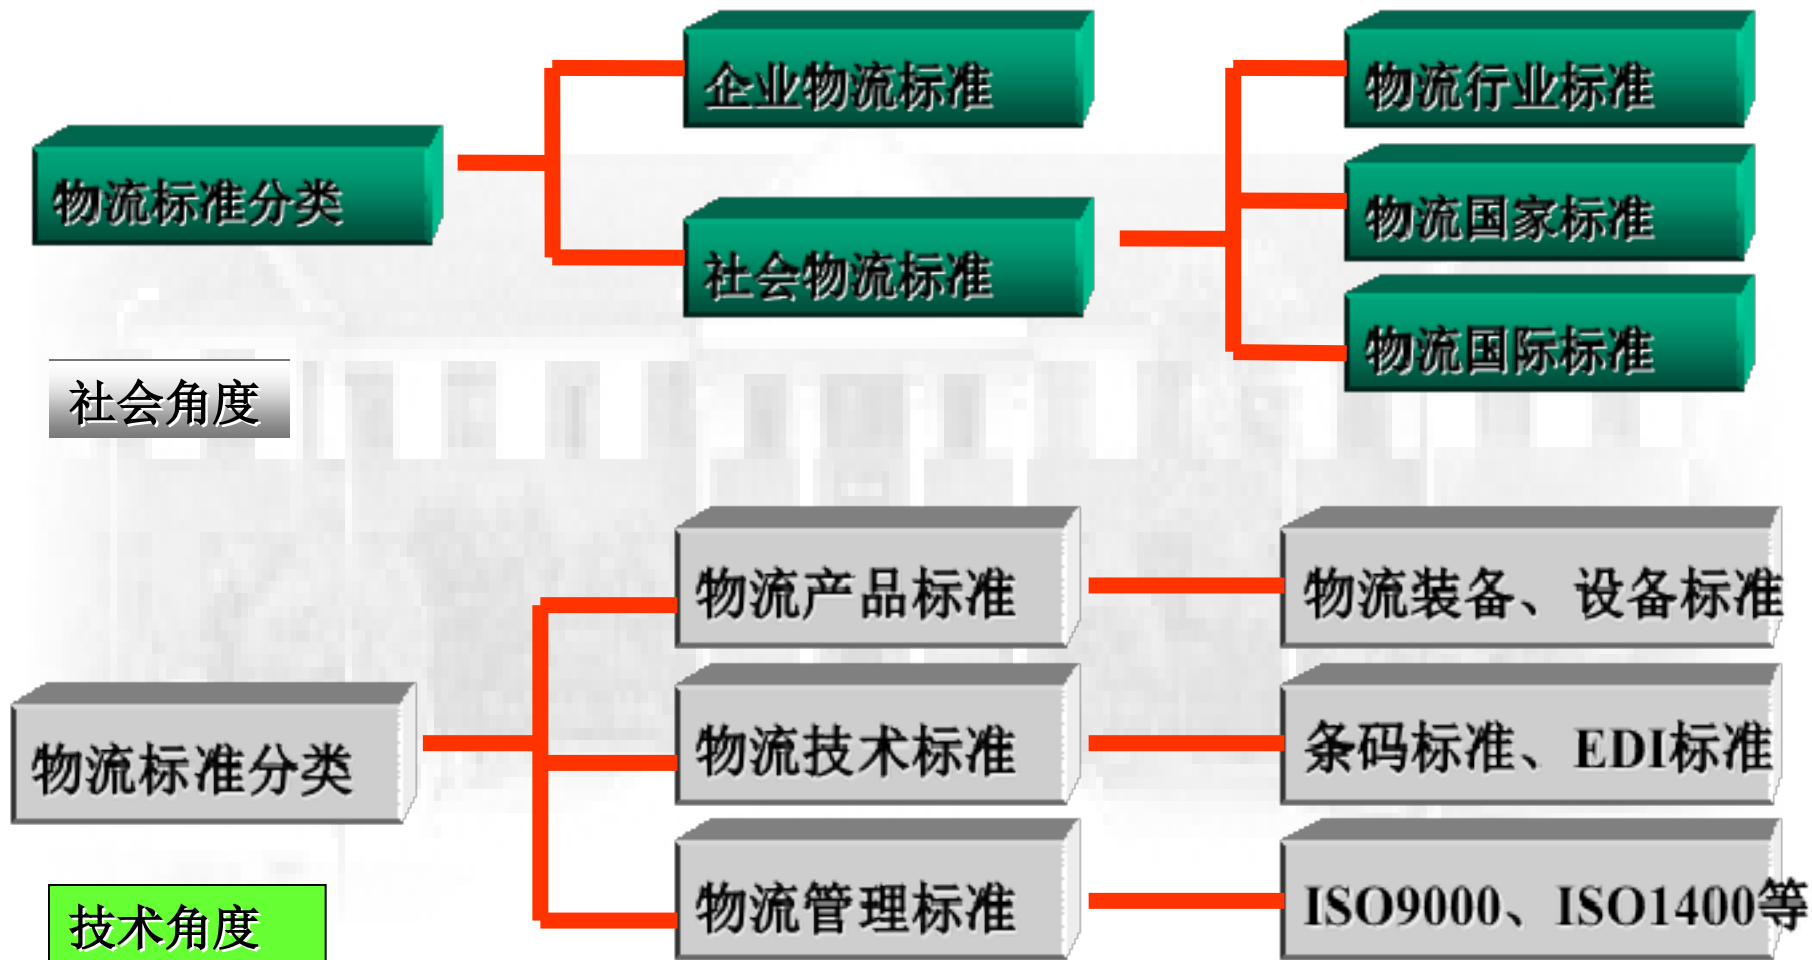 物流标准分类
企业物流标准
社会物流标准
物流行业标准
物流国家标准
物流国际标准
社会角度
物流标准分类
物流产品标准
物流装备、设备标准
物流技术标准
条码标准、EDI标准
物流管理标准
ISO9000、ISO1400等
技术角度